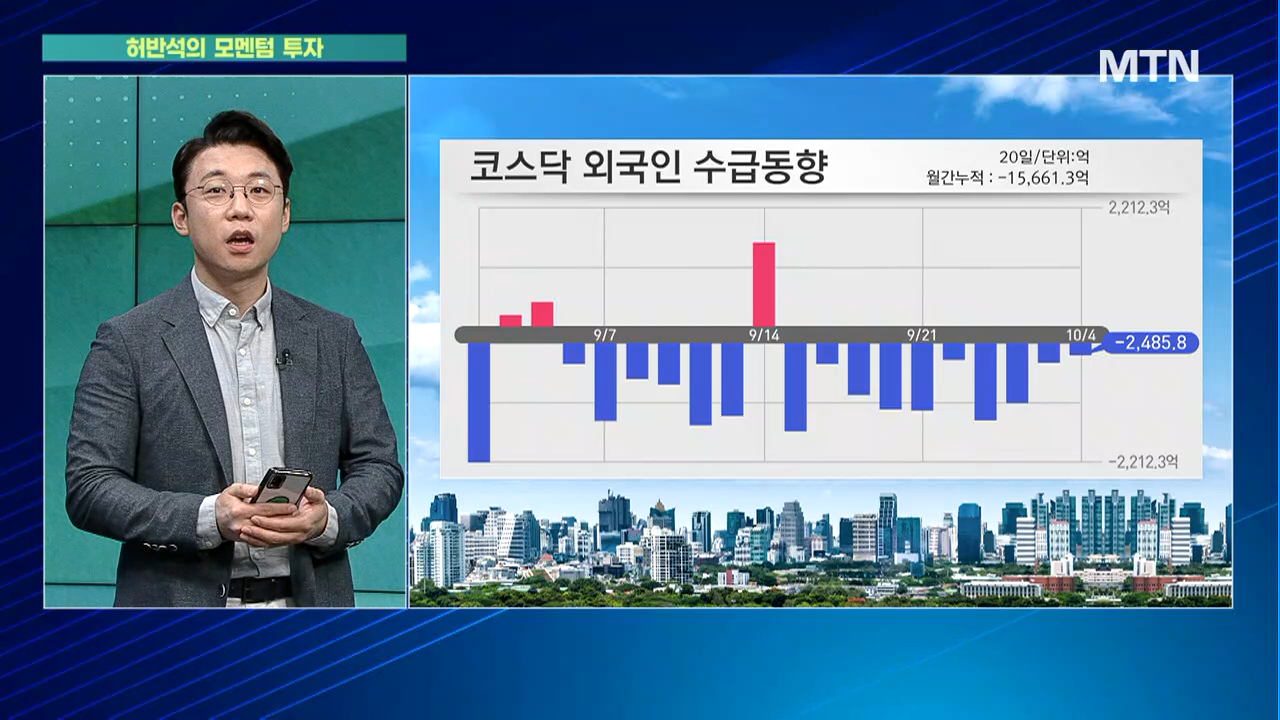 허반석의 모멘텀 투자
MTN
코스닥 외국인 수급동향
20일/단위:억
월간누적 : -15,661.3억
2,212.3억
9/7
9/14
9/21
10/4
-2,485.8
-2,212.3억